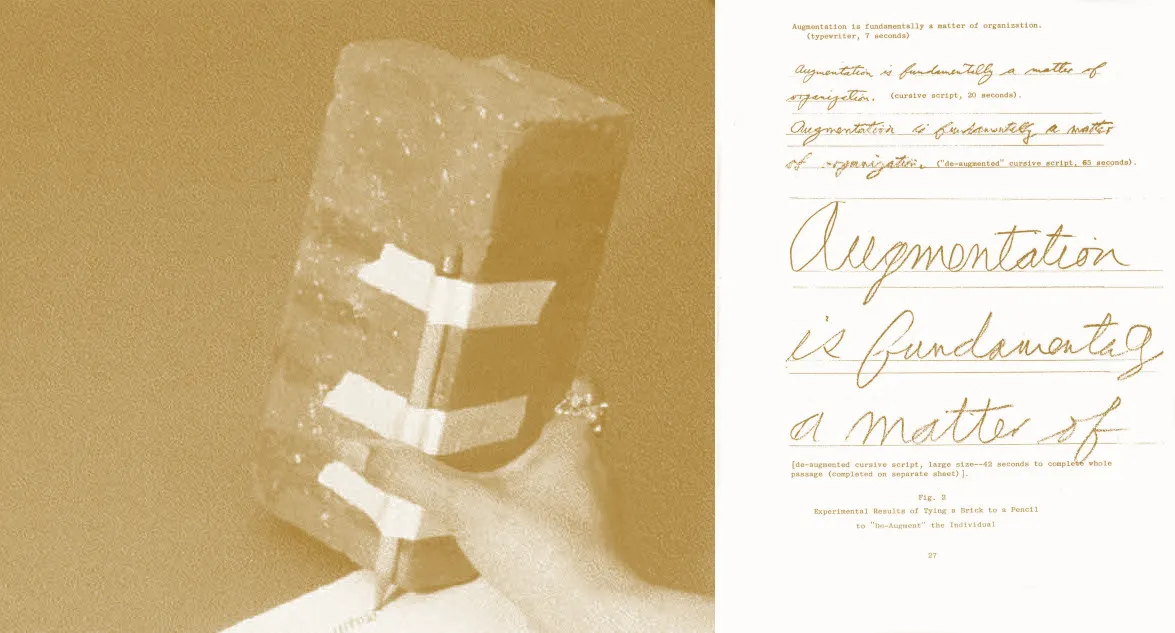 Augmentation is fundamentally a matter of organization.
(typewriter, 7 seconds)
Augmentation is fundamentally a matter of
organization. (cursive script, 20 seconds).
Augmentation is fundamentally a matter
of organization. ("de-augmented" cursive script, 65 seconds).
Augmentation
is fundamentally
a matter of
[de-augmented cursive script, large size--42 seconds to complete whole
passage (completed on separate sheet)].
Fig. 2
Experimental Results of Tying a Brick to a Pencil
to "De-Augment" the Individual
27